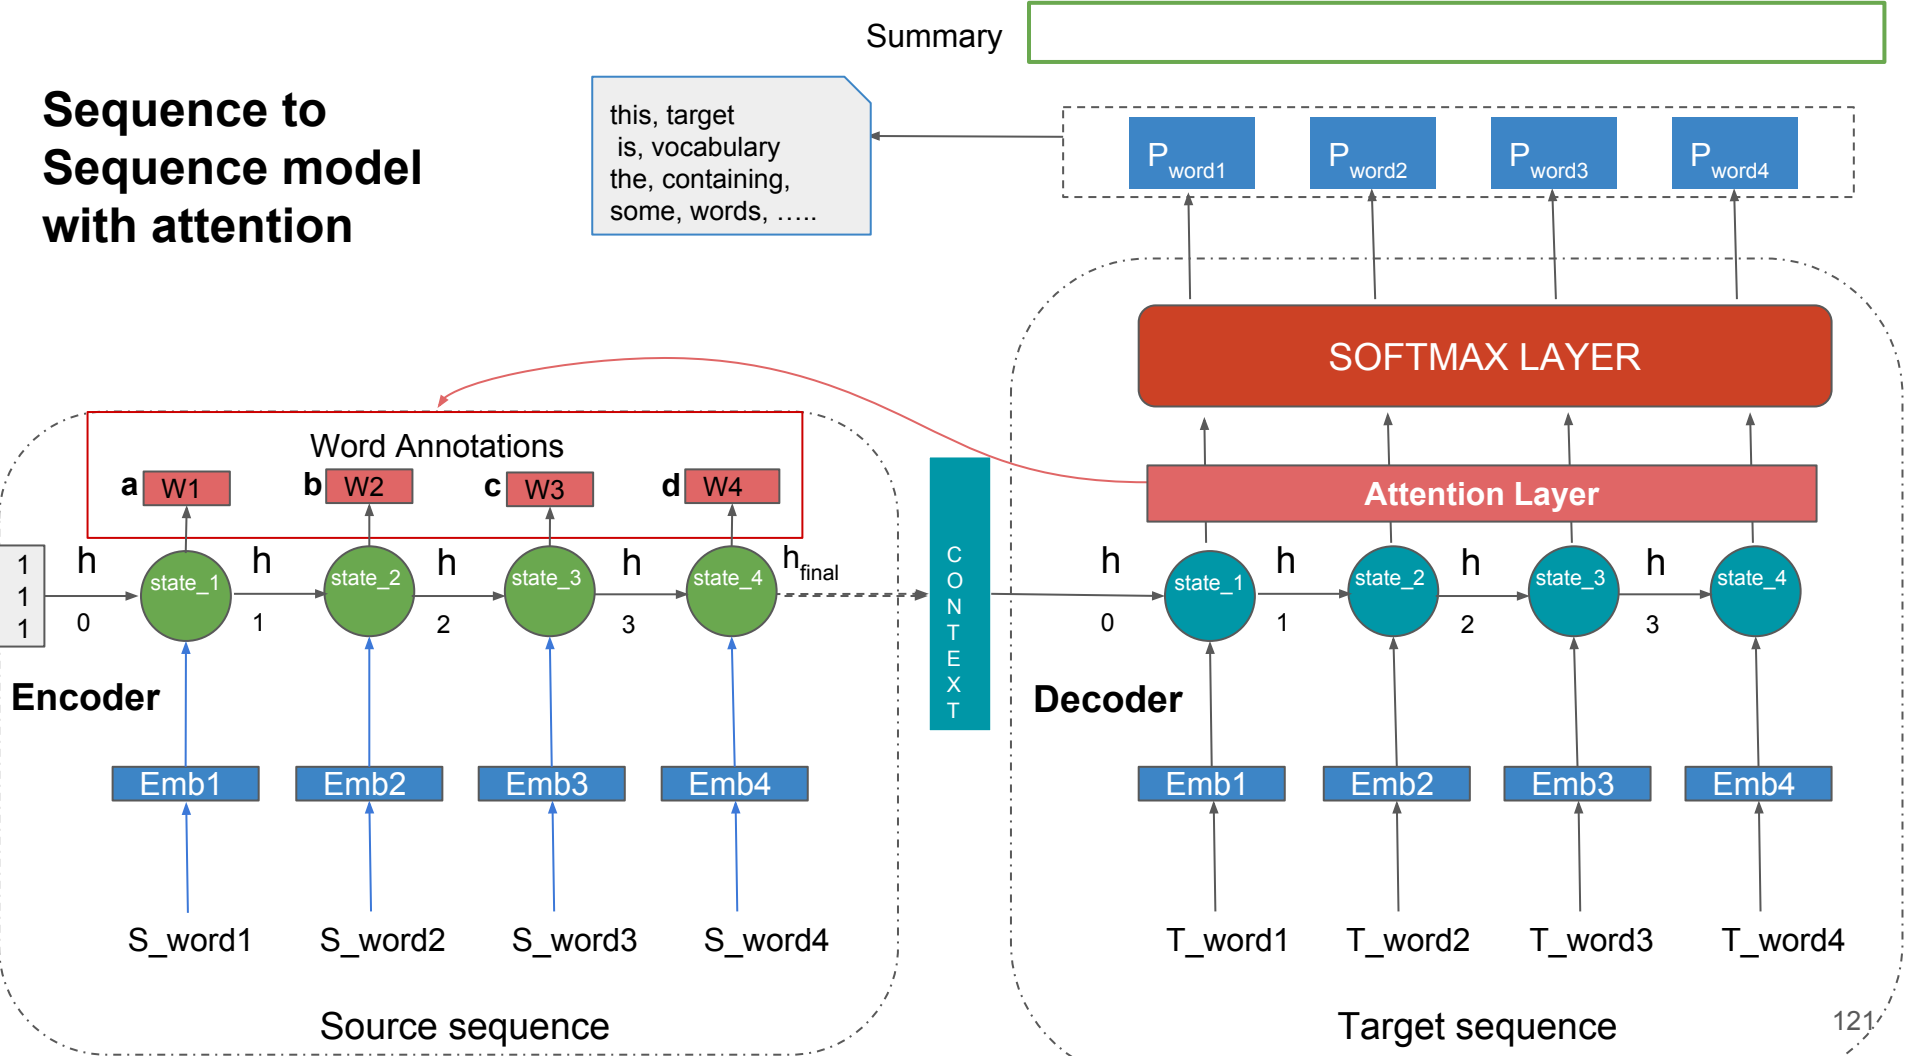 Summary
Sequence to
Sequence model
with attention
this, target
is, vocabulary
the, containing,
some, words, …..
P word1 P word2 P word3 P word4
SOFTMAX LAYER
Word Annotations
a W1 b W2 c W3 d W4
Attention Layer
1
1
1
h 0 state_1 h 1 state_2 h 2 state_3 h 3 state_4 h final
CONTEXT
h 0 state_1 h 1 state_2 h 2 state_3 h 3 state_4
Encoder
Decoder
Emb1 Emb2 Emb3 Emb4
Emb1 Emb2 Emb3 Emb4
S_word1 S_word2 S_word3 S_word4
T_word1 T_word2 T_word3 T_word4
Source sequence
Target sequence
121